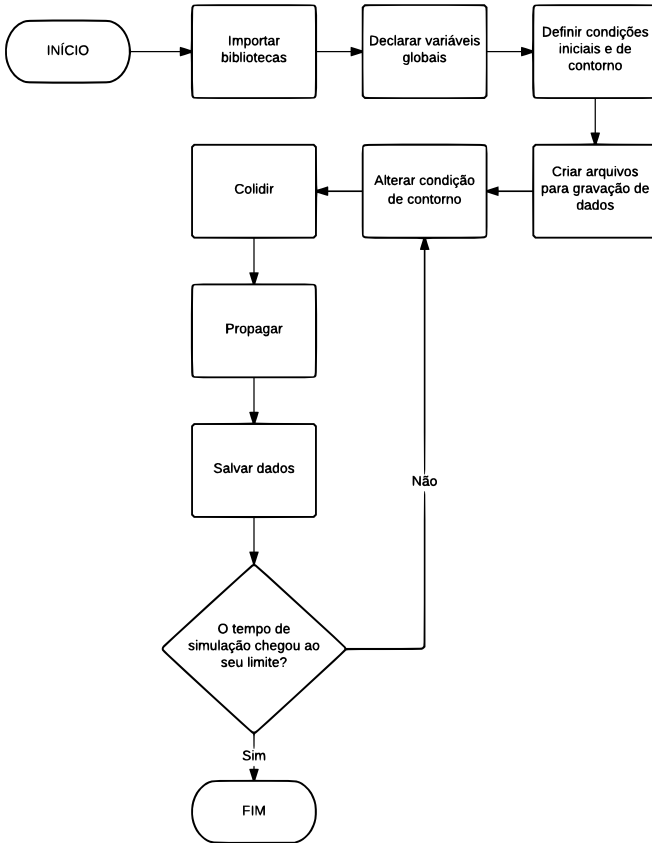 INÍCIO
Importar
bibliotecas
Declarar variáveis
globais
Definir condições
iniciais e de
contorno
Criar arquivos
para gravação de
dados
Alterar condição
de contorno
Colidir
Propagar
Salvar dados
O tempo de
simulação chegou ao
seu limite?
Não
Sim
FIM